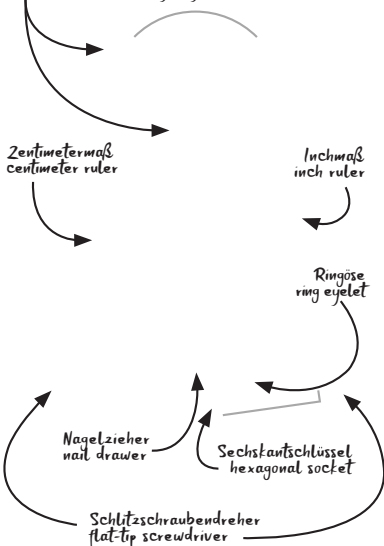 Zentimetermaß
centimeter ruler
Inchmaß
inch ruler
Ringöse
ring eyelet
Nagelzieher
nail drawer
Sechskantschlüssel
hexagonal socket
Schlitzschraubendreher
flat-tip screwdriver